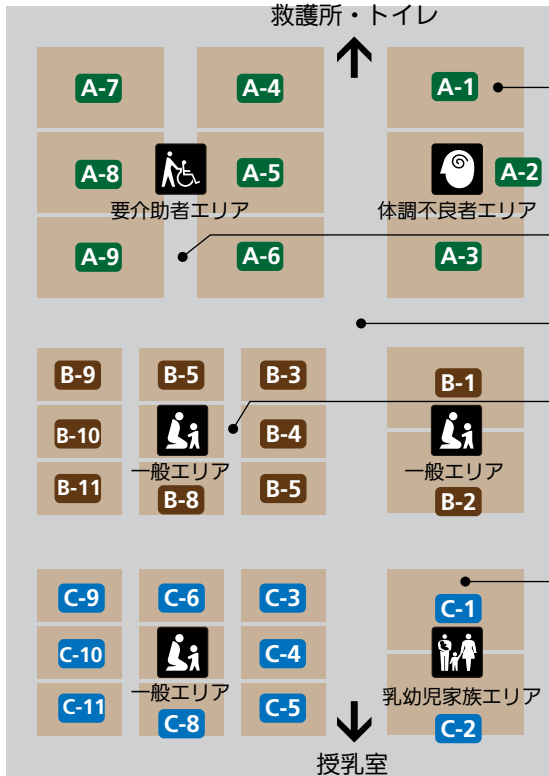 救護所・トイレ
A-7
A-4
A-1
A-8
A-5
A-2
要介助者エリア
体調不良者エリア
A-9
A-6
A-3
B-9
B-5
B-3
B-1
B-10
B-4
一般エリア
一般エリア
B-11
B-8
B-5
B-2
C-9
C-6
C-3
C-1
C-10
C-4
一般エリア
乳幼児家族エリア
C-11
C-8
C-5
C-2
授乳室